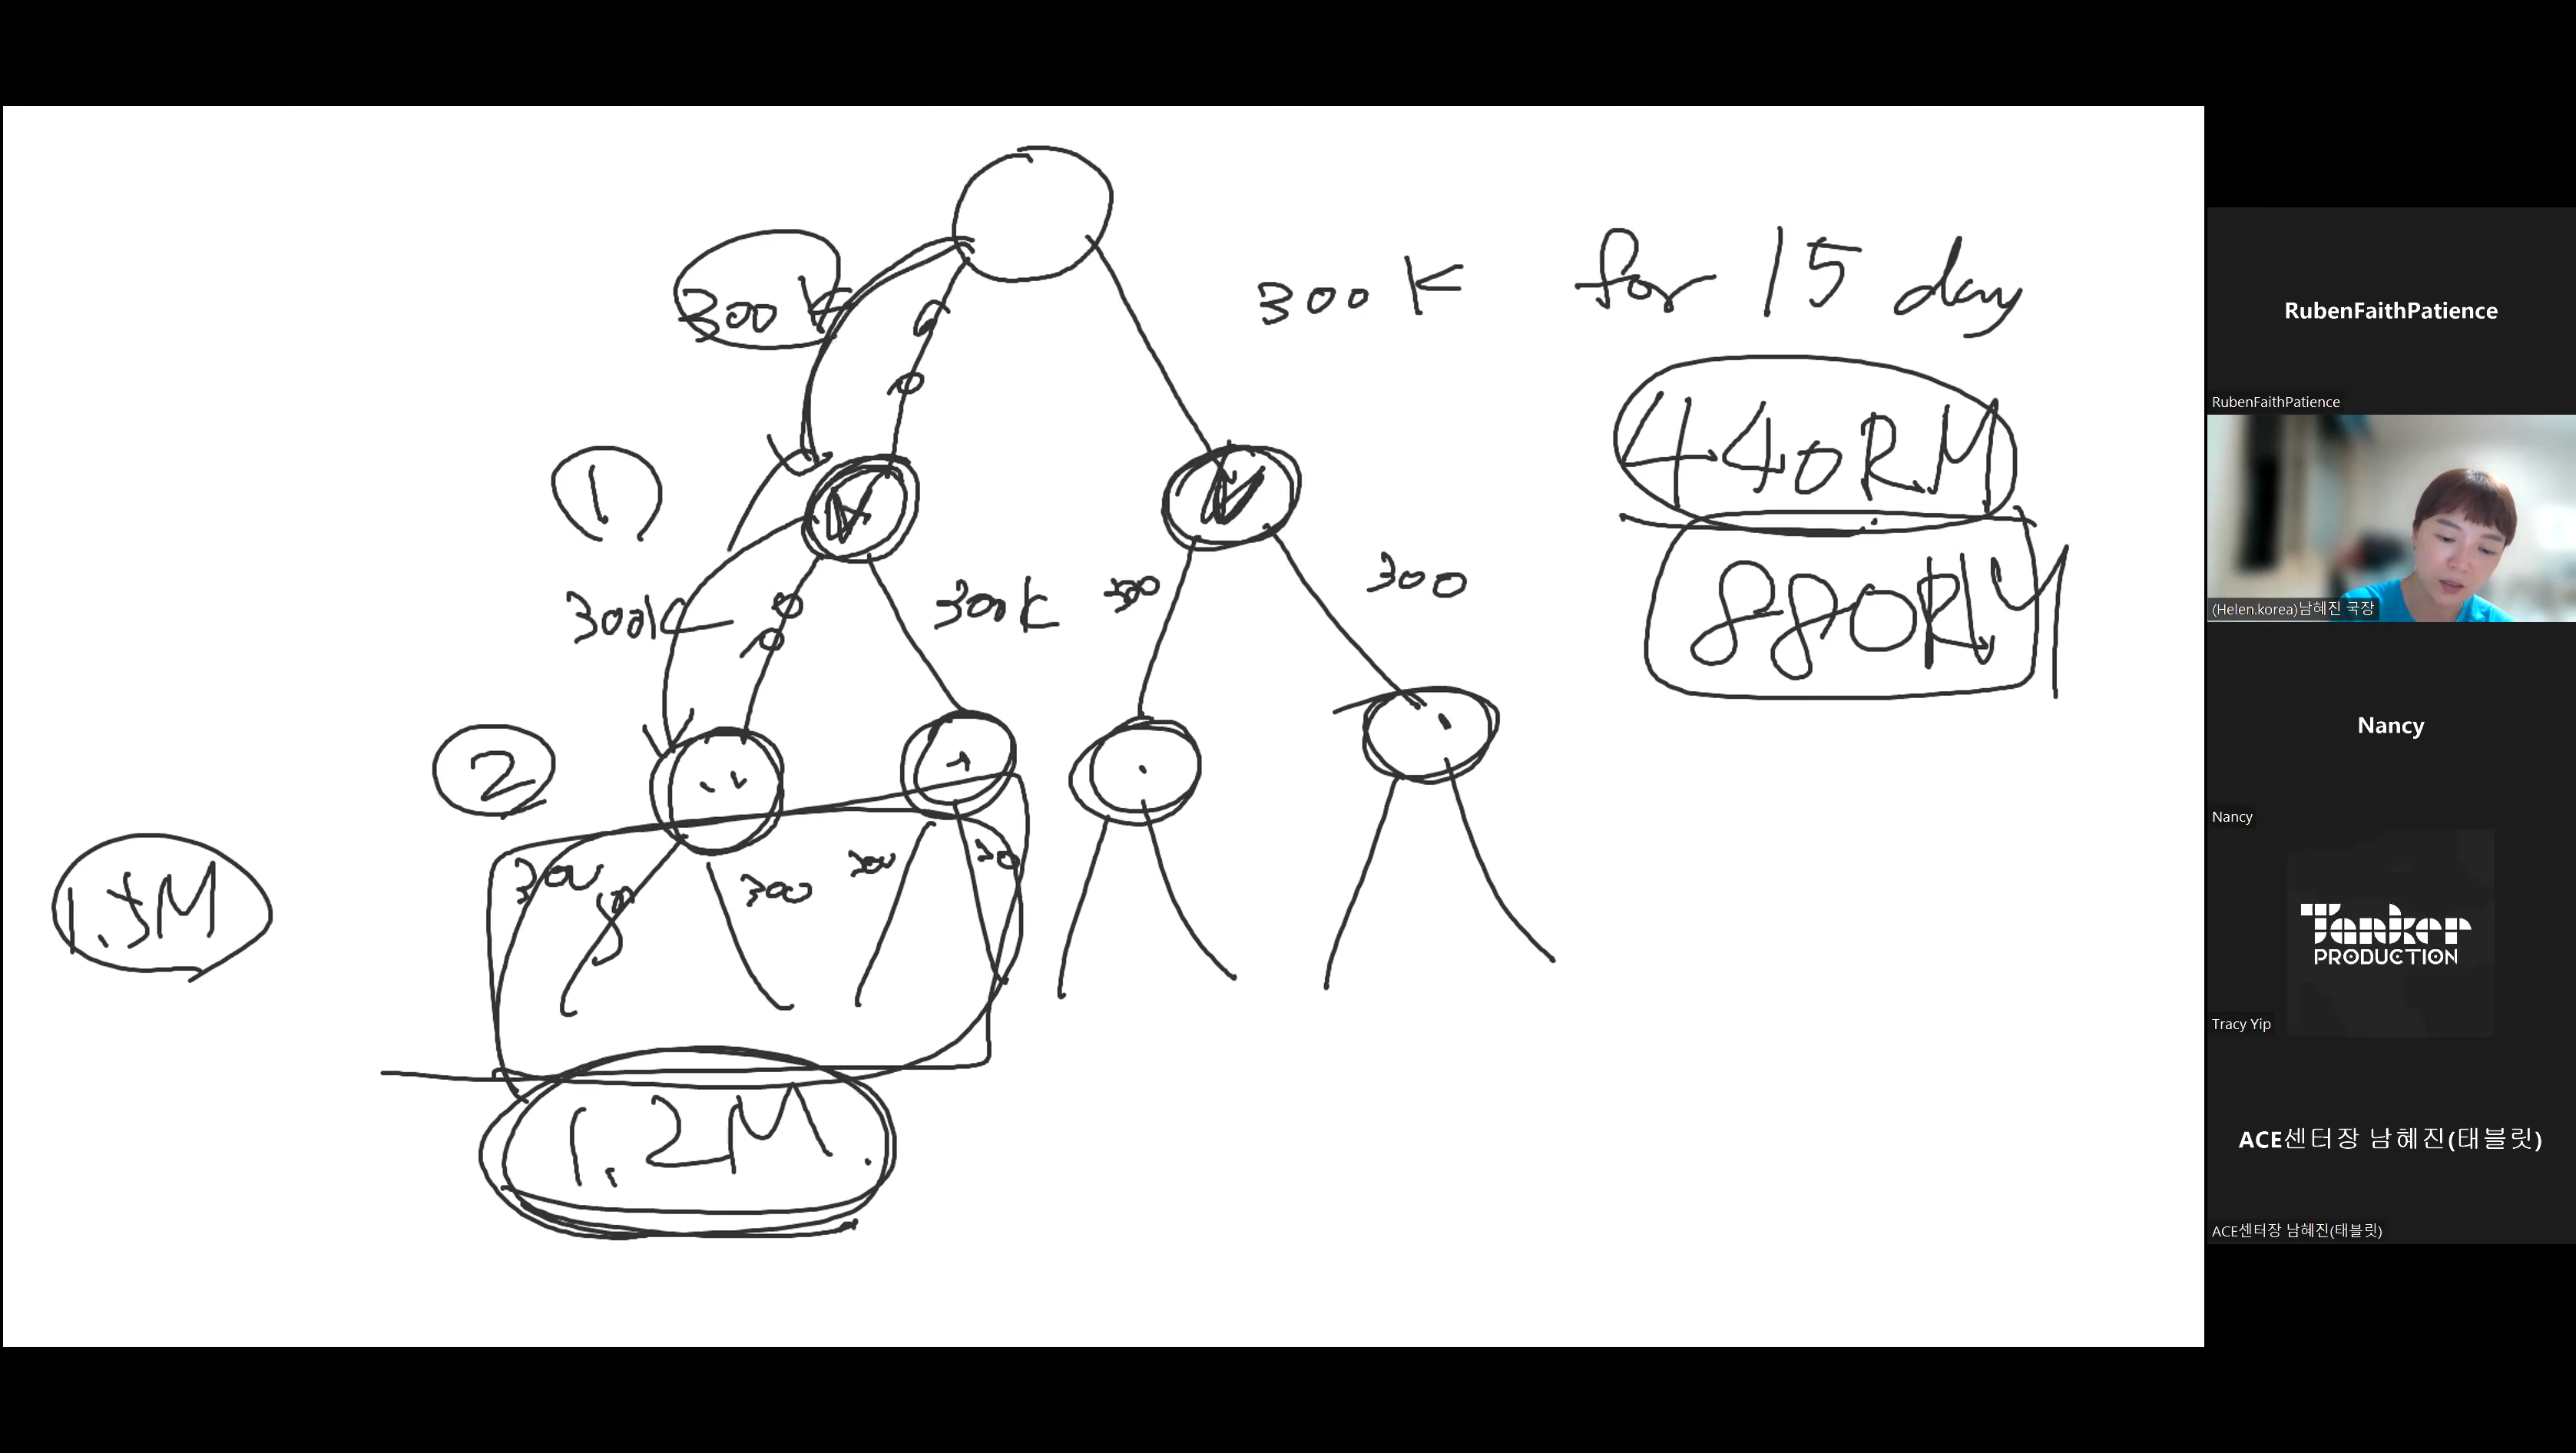 300K
300K for 15 day
440RM
1
880RM
300K
300K
300
300
2
300
300
300
1.5M
1.2M
RubenFaithPatience
RubenFaithPatience
(Helen.korea)남혜진 국장
Nancy
Nancy
Tanker
PRODUCTION
Tracy Yip
ACE센터장 남혜진(태블릿)
ACE센터장 남혜진(태블릿)